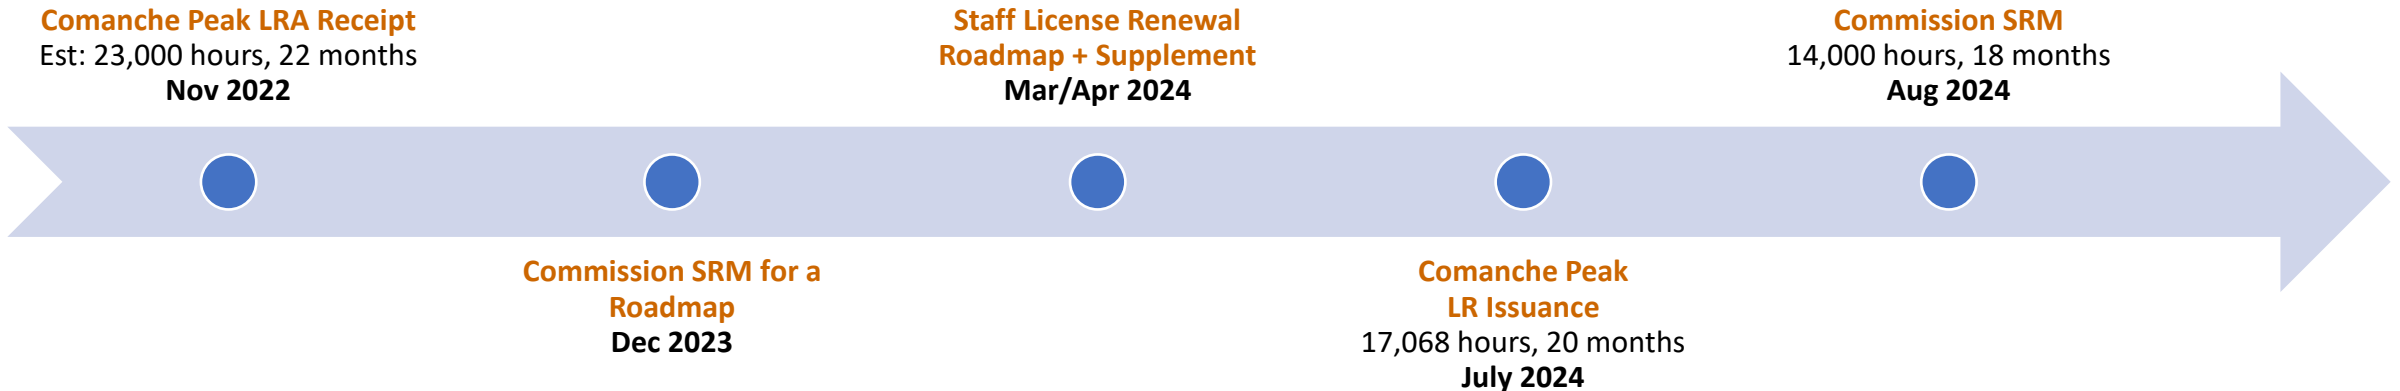 Comanche Peak LRA Receipt
Est: 23,000 hours, 22 months
Nov 2022
Commission SRM for a
Roadmap
Dec 2023
Staff License Renewal
Roadmap + Supplement
Mar/Apr 2024
Comanche Peak
LR Issuance
17,068 hours, 20 months
July 2024
Commission SRM
14,000 hours, 18 months
Aug 2024